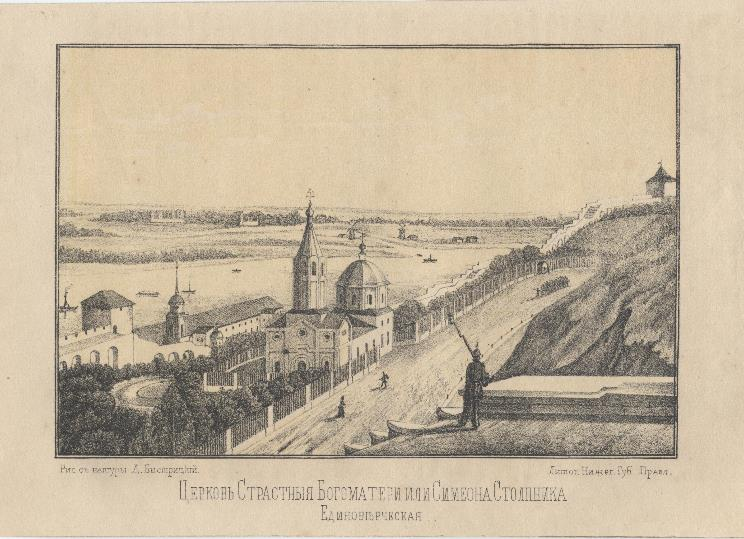 Рис. съ натуры Д. Быстрицкій.
Литог. Нижег. Губ. Правл.
Церковь Страстныя Богоматери или Симеона Столпника
Единовѣрческая